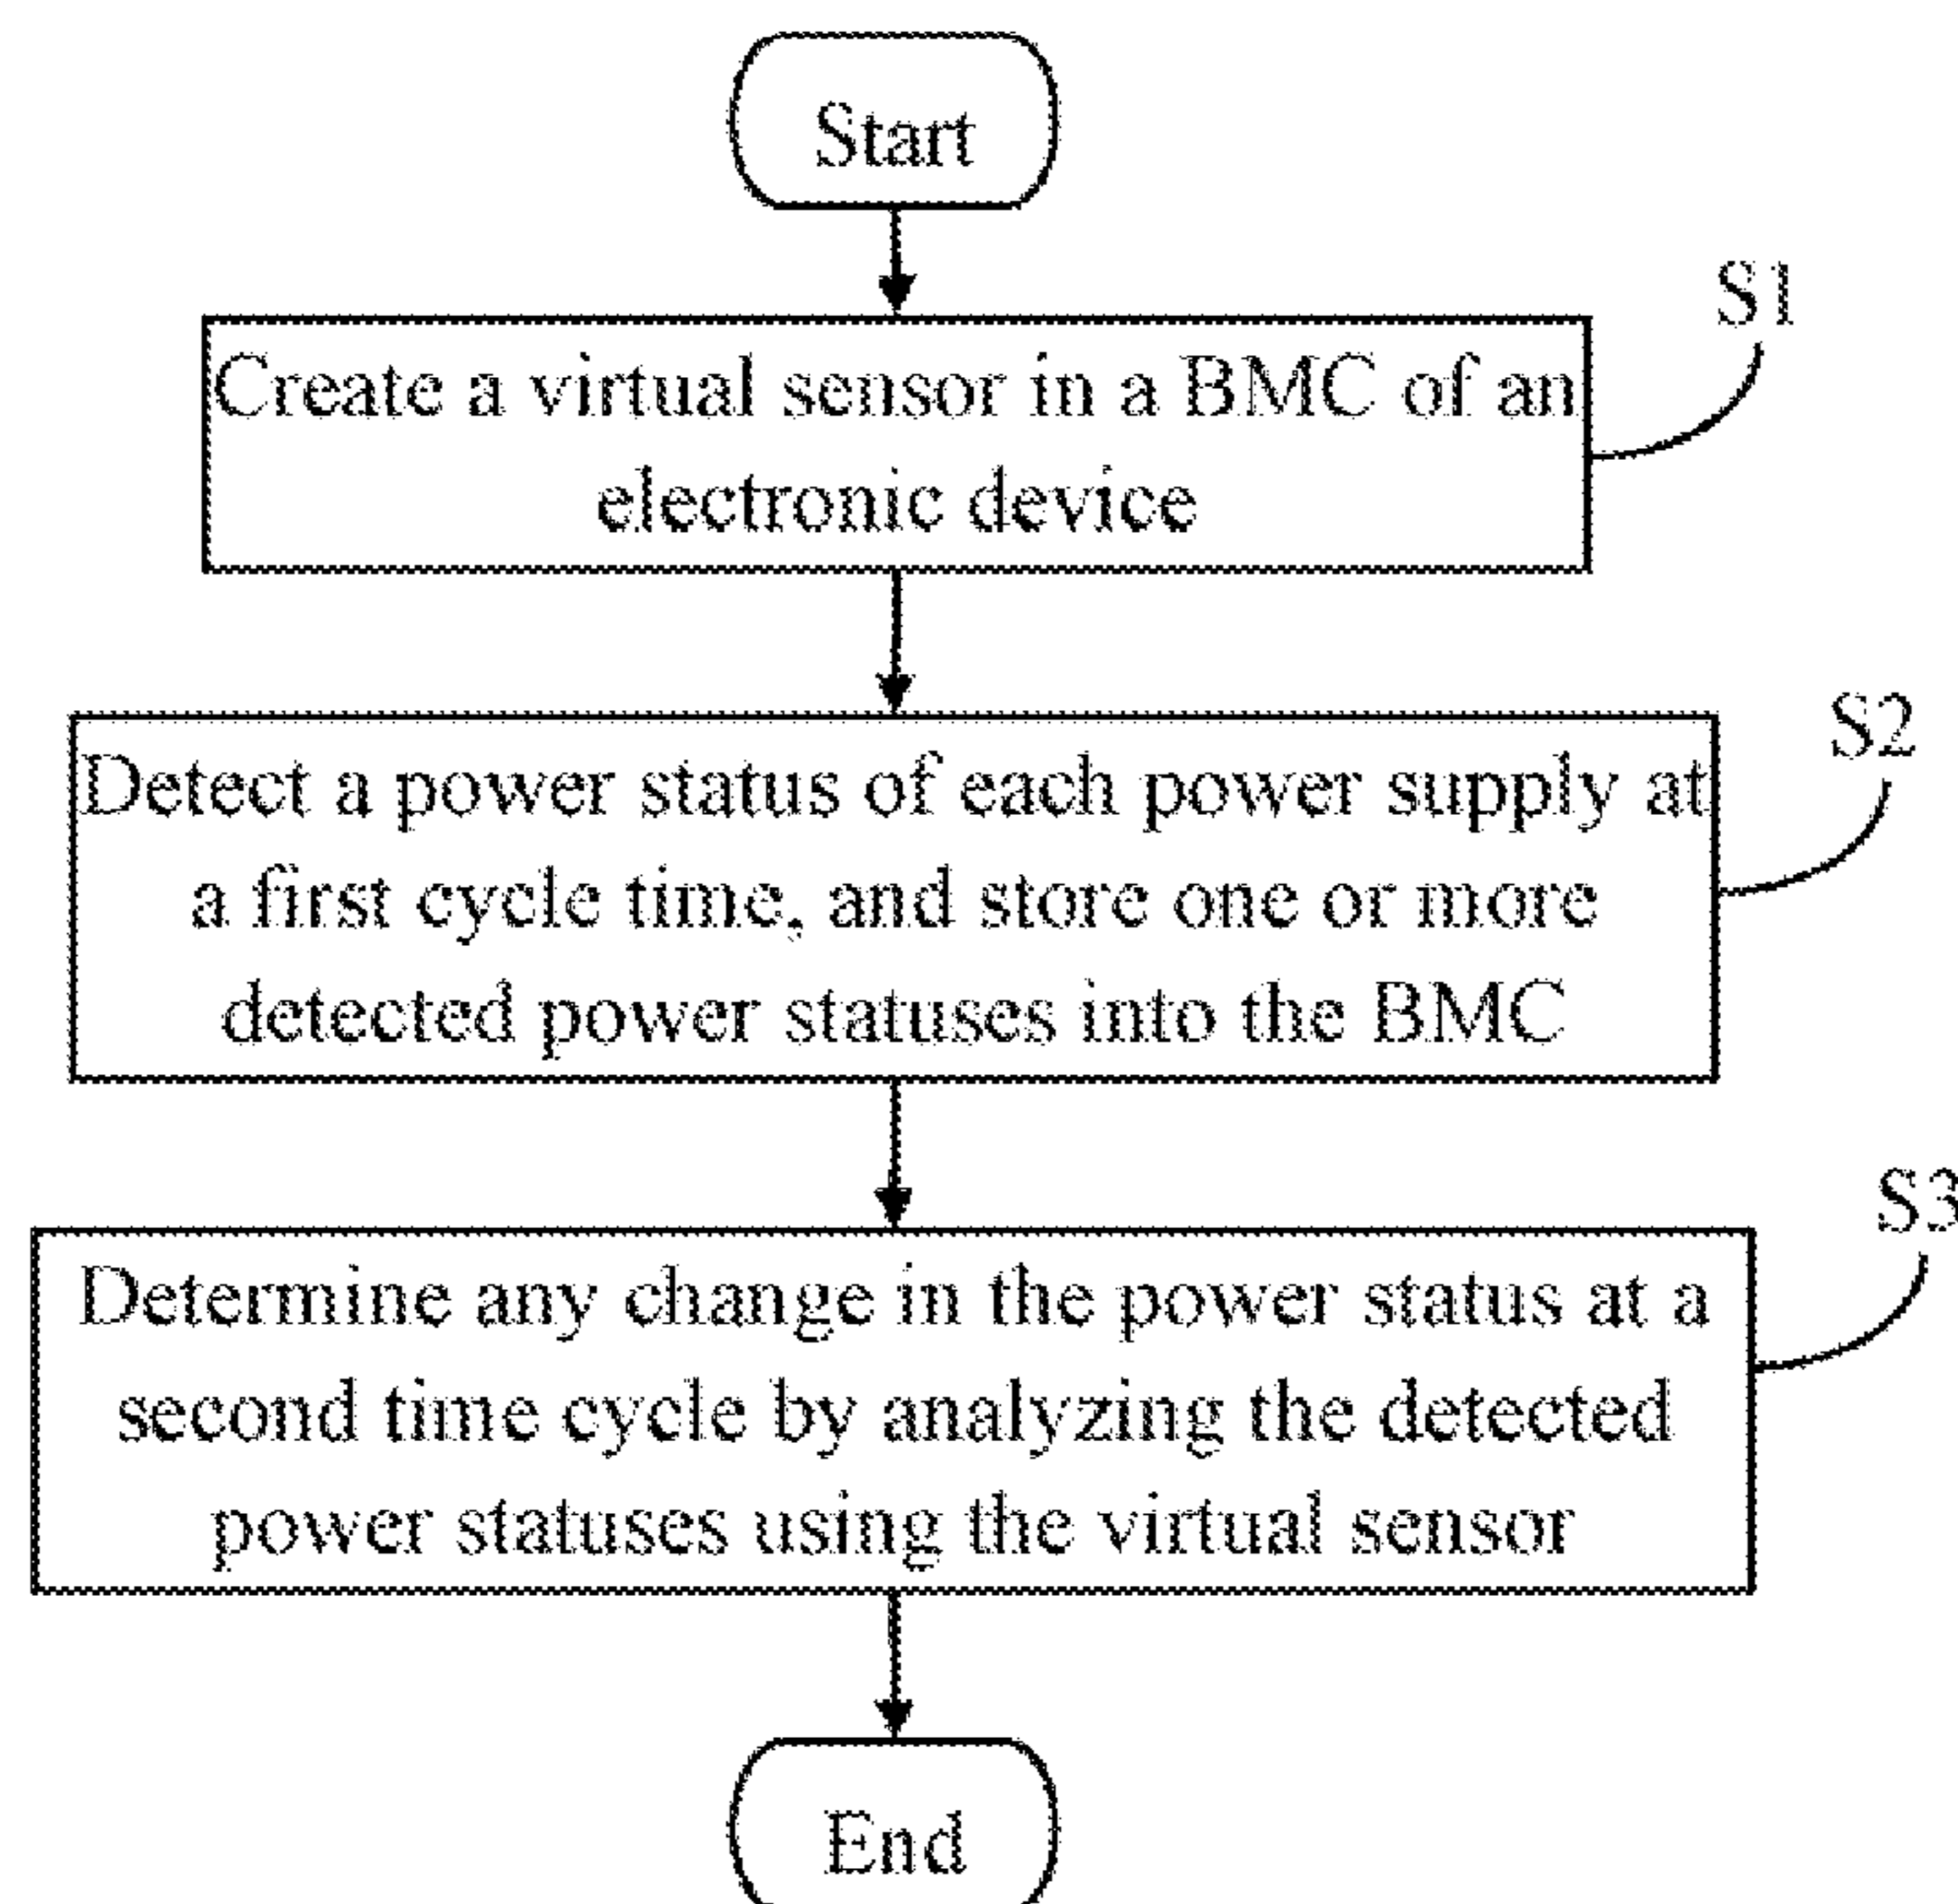 Start
S1
Create a virtual sensor in a BMC of an
electronic device
S2
Detect a power status of each power supply at
a first cycle time, and store one or more
detected power statuses into the BMC
S3
Determine any change in the power status at a
second time cycle by analyzing the detected
power statuses using the virtual sensor
End